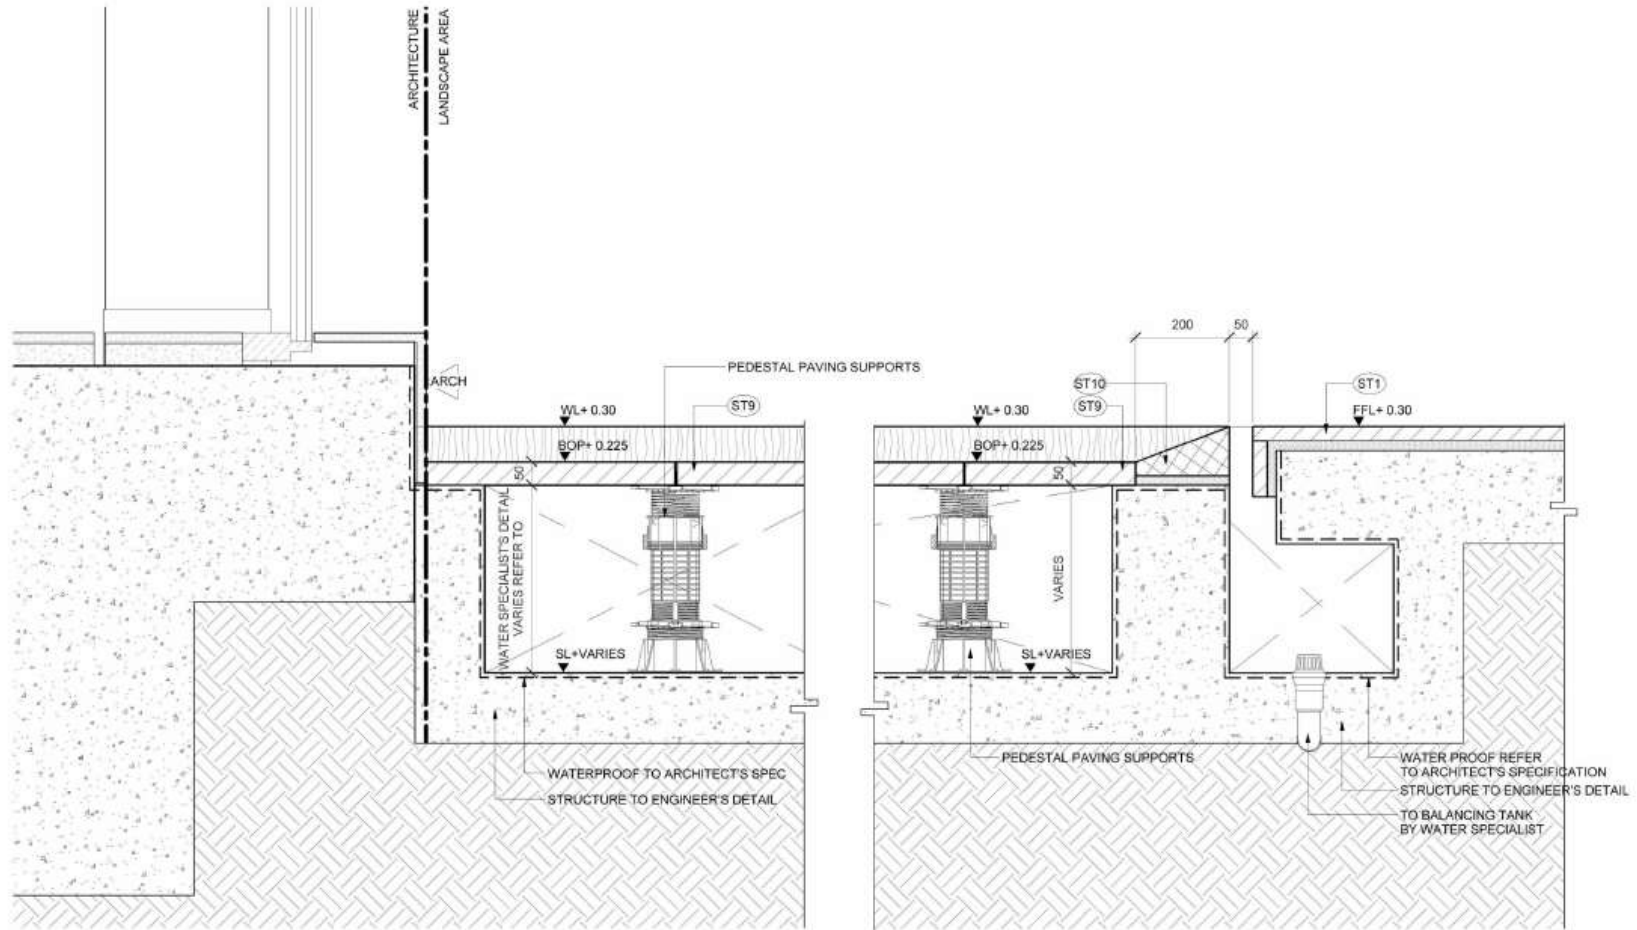 ARCHITECTURE
LANDSCAPE AREA
200
50
PEDESTAL PAVING SUPPORTS
ARCH
ST10
ST1
ST9
ST9
WL+ 0.30
WL+ 0.30
FFL+ 0.30
BOP+ 0.225
BOP+ 0.225
50
50
WATER SPECIALIST'S DETAIL
VARIES REFER TO
VARIES
SL+VARIES
SL+VARIES
PEDESTAL PAVING SUPPORTS
WATER PROOF REFER
TO ARCHITECT'S SPECIFICATION
WATERPROOF TO ARCHITECT'S SPEC
STRUCTURE TO ENGINEER'S DETAIL
STRUCTURE TO ENGINEER'S DETAIL
TO BALANCING TANK
BY WATER SPECIALIST